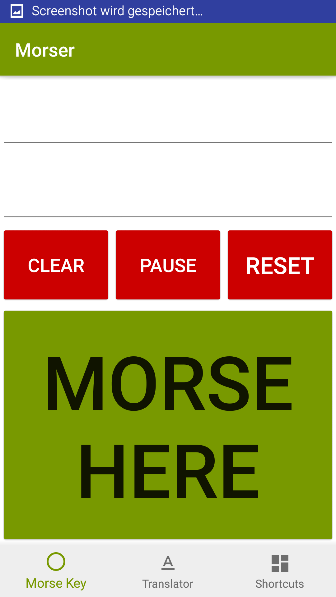 Screenshot wird gespeichert...
Morser
CLEAR PAUSE RESET
MORSE
HERE
Morse Key Translator Shortcuts